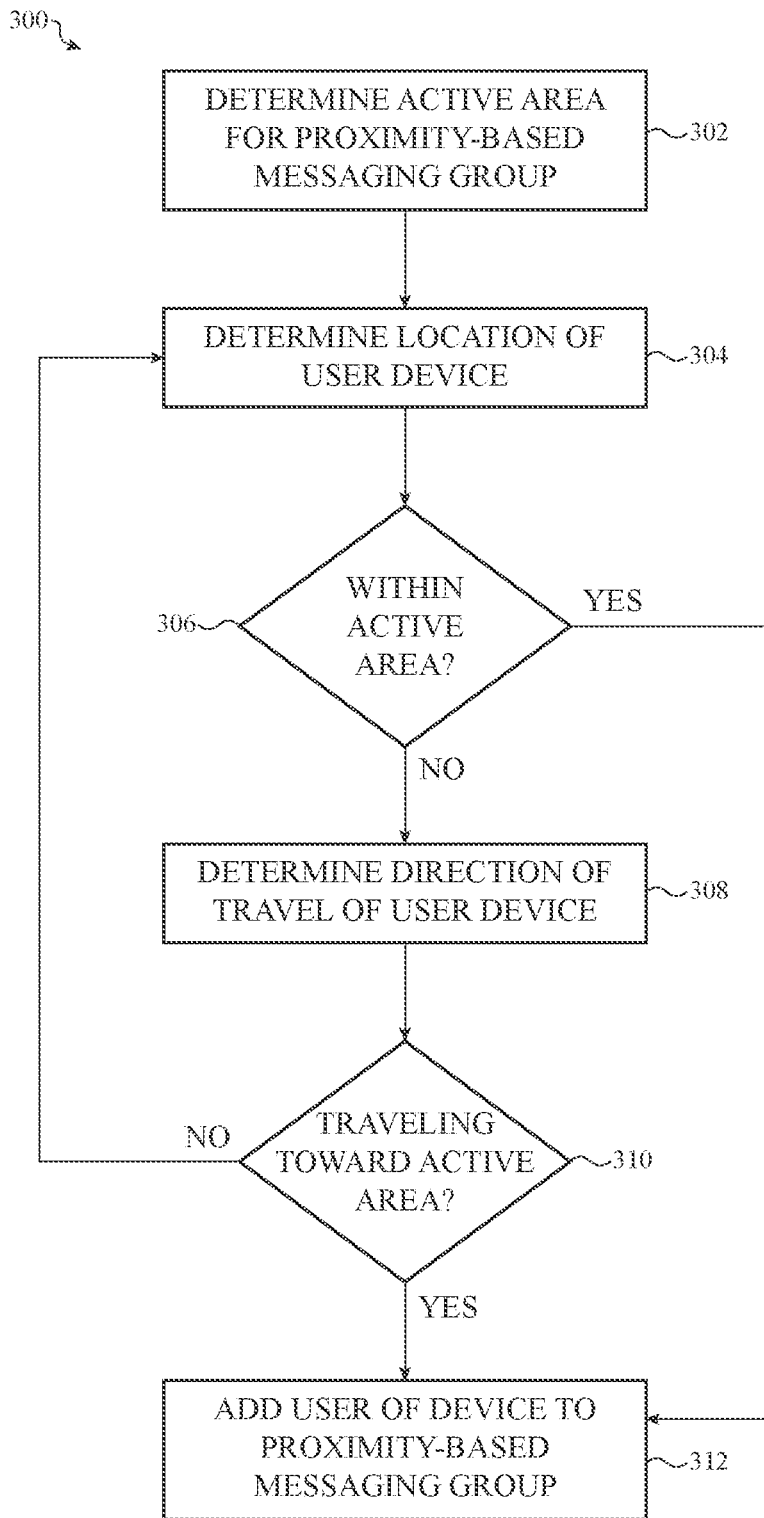 300
DETERMINE ACTIVE AREA
FOR PROXIMITY-BASED
MESSAGING GROUP
302
DETERMINE LOCATION OF
USER DEVICE
304
WITHIN
ACTIVE
AREA?
306
YES
NO
DETERMINE DIRECTION OF
TRAVEL OF USER DEVICE
308
TRAVELING
TOWARD ACTIVE
AREA?
310
NO
YES
ADD USER OF DEVICE TO
PROXIMITY-BASED
MESSAGING GROUP
312